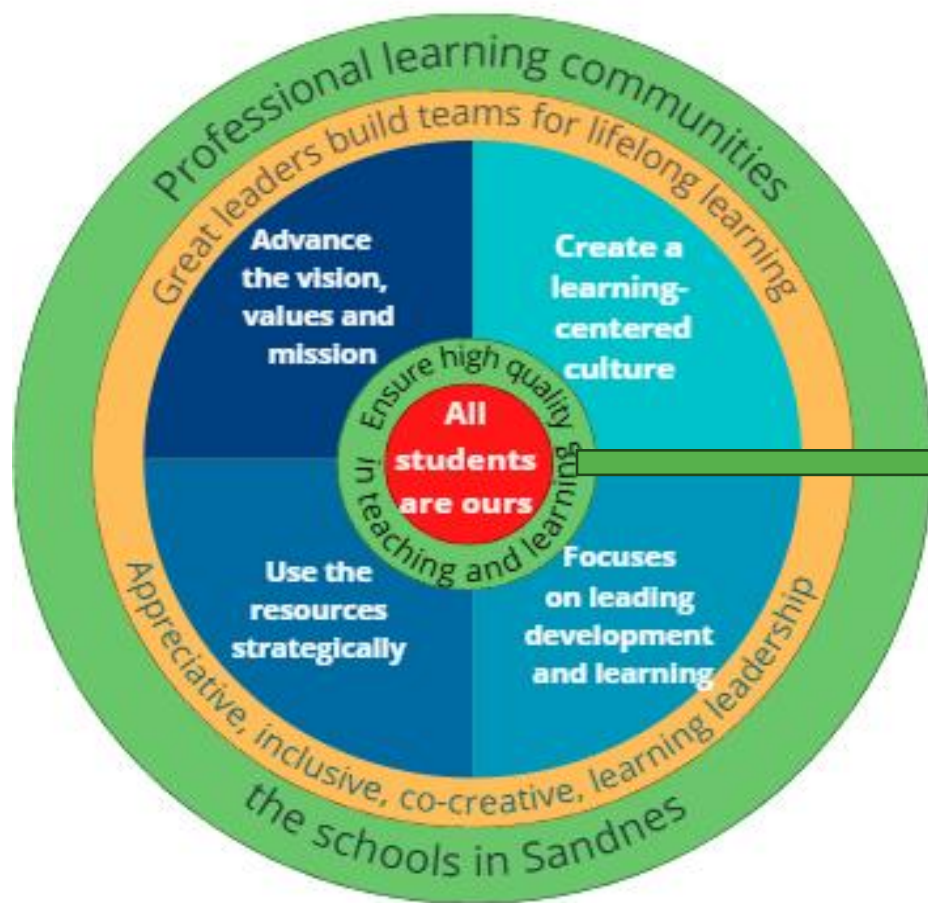 Professional learning communities
Great leaders build teams for lifelong learning
Advance
the vision,
values and
mission
Create a
learning-
centered
culture
Ensure high quality
in teaching and learning
All
students
are ours
Use the
resources
strategically
Focuses
on leading
development
and learning
Appreciative, inclusive, co-creative, learning leadership
the schools in Sandnes